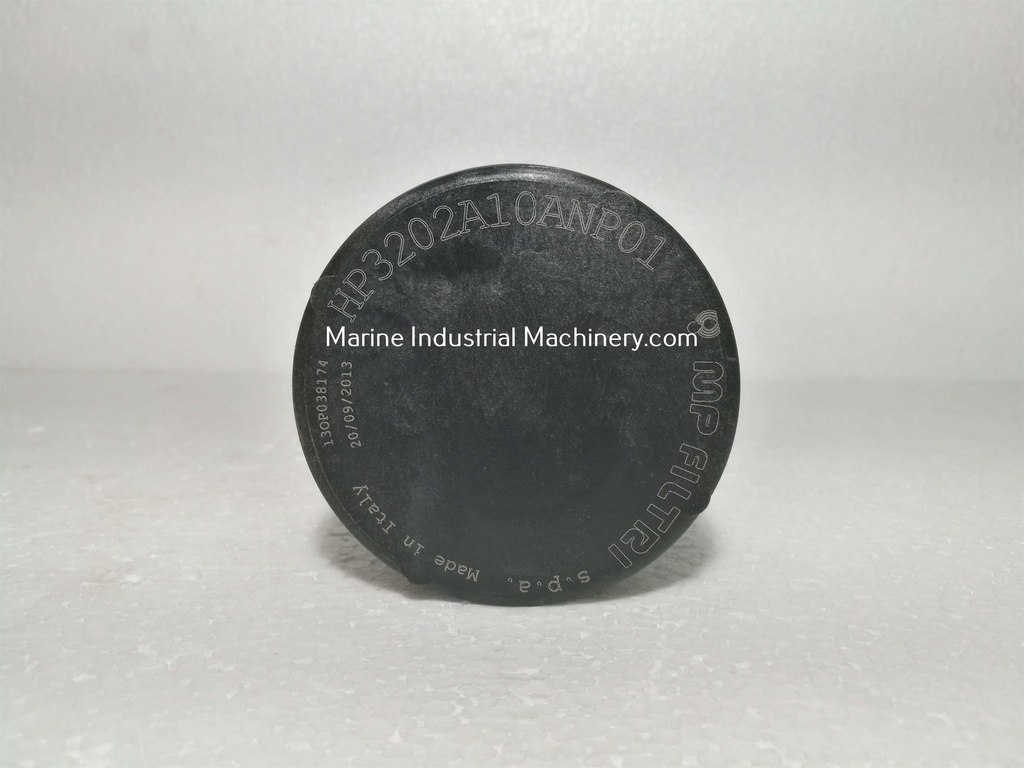 HP3202A10ANP01
Marine Industrial Machinery.com
MP FILTRI
s.p.a. Made in Italy
130P038174
20/09/2013